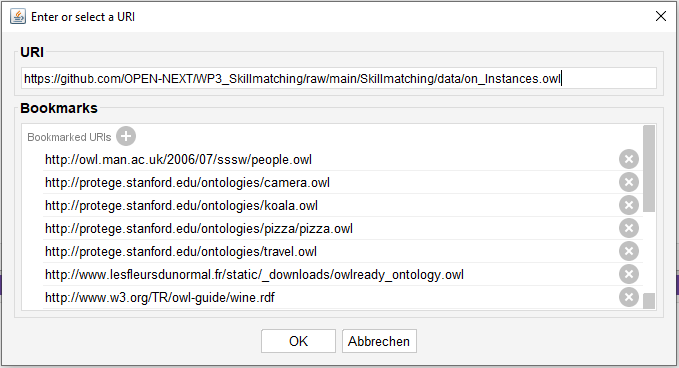 Enter or select a URI
URI
https://github.com/OPEN-NEXT/WP3_Skillmatching/raw/main/Skillmatching/data/on_Instances.owl
Bookmarks
Bookmarked URIs
http://owl.man.ac.uk/2006/07/sssw/people.owl
http://protege.stanford.edu/ontologies/camera.owl
http://protege.stanford.edu/ontologies/koala.owl
http://protege.stanford.edu/ontologies/pizza/pizza.owl
http://protege.stanford.edu/ontologies/travel.owl
http://www.lesfleursdunormal.fr/static/_downloads/owlready_ontology.owl
http://www.w3.org/TR/owl-guide/wine.rdf
OK Abbrechen